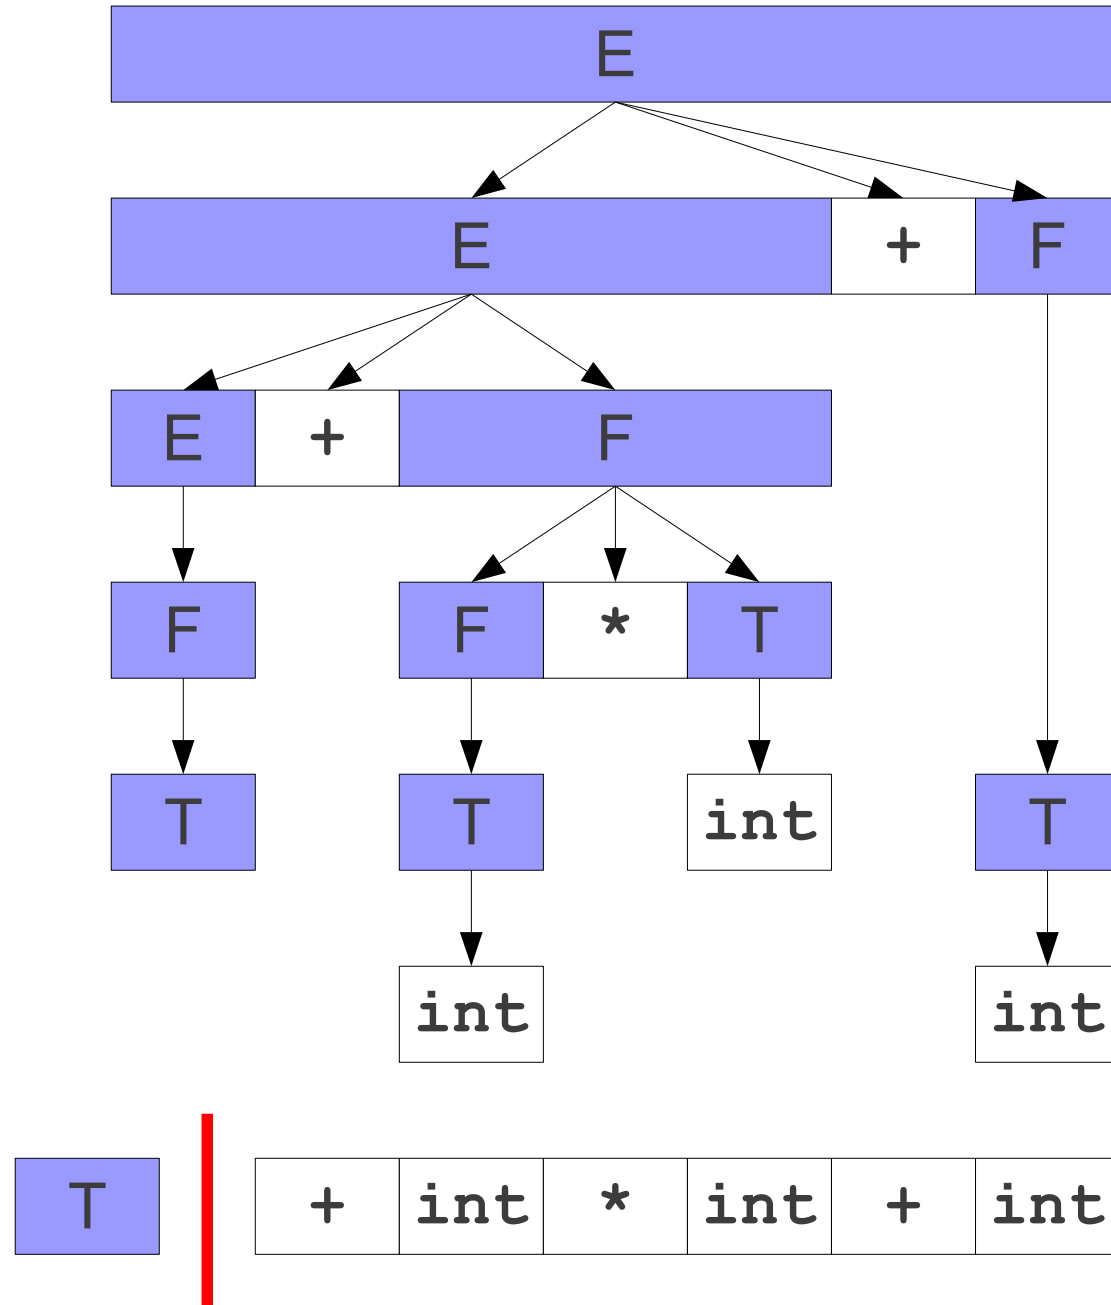 E
E + F
E + F
F F * T
T T int T
int int
T + int * int + int